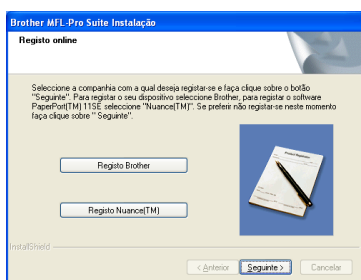 Brother MFL-Pro Suite Instalação
Registo online
Seleccione a companhia com a qual deseja registar-se e faça clique sobre o botão
"Seguinte". Para registar o seu dispositivo seleccione Brother, para registar o software
PaperPort(TM) 11SE seleccione "Nuance(TM)". Se preferir não registar-se neste momento
faça clique sobre " Seguinte".
Registo Brother
Registo Nuance(TM)
InstallShield
< Anterior
Seguinte >
Cancelar